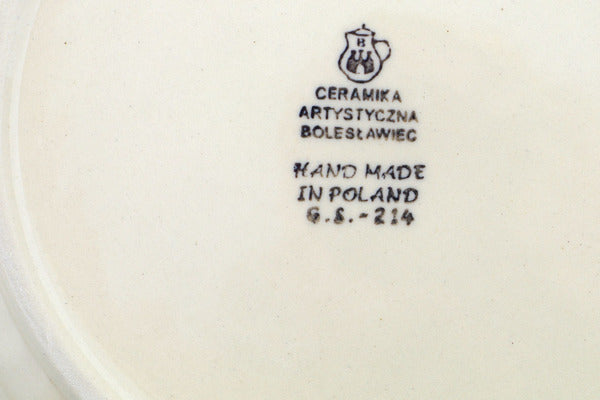 B
CERAMIKA
ARTYSTYCZNA
BOLESŁAWIEC
HAND MADE
IN POLAND
G.S.-214